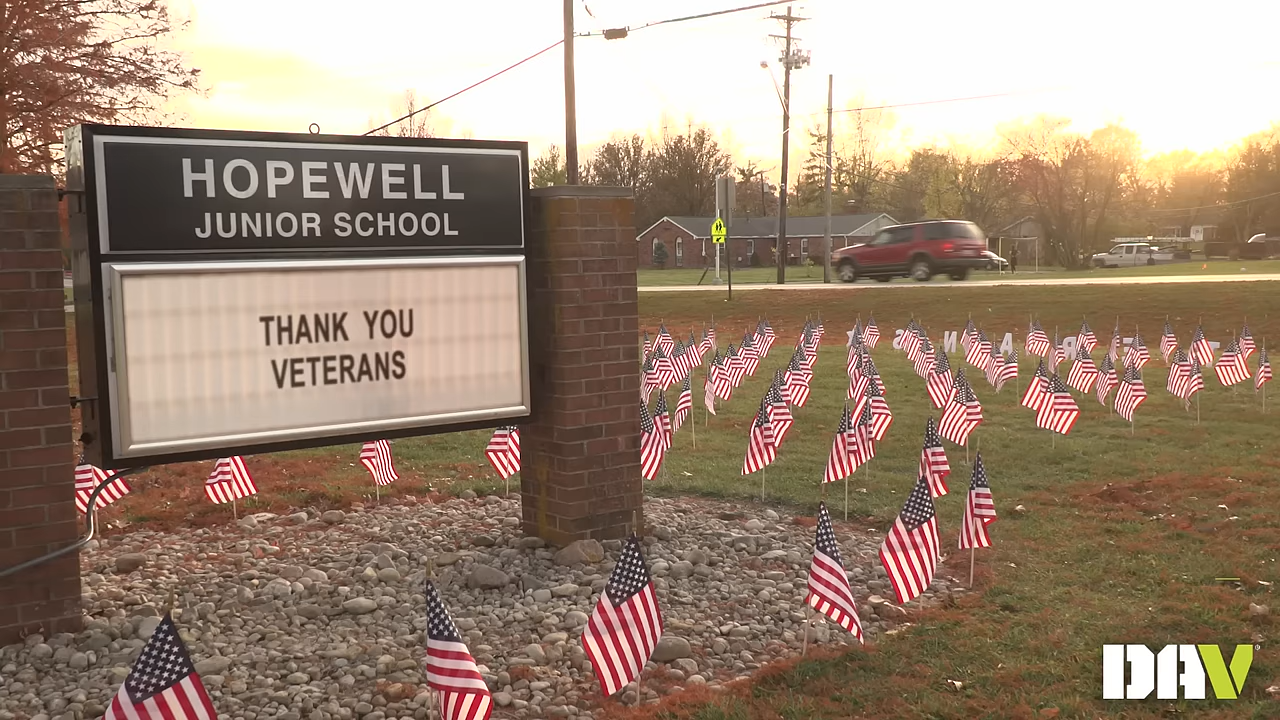 HOPEWELL
JUNIOR SCHOOL
THANK YOU
VETERANS
DAV